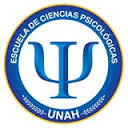 ESCUELA DE CIENCIAS PSICOLÓGICAS
Ψ
UNAH